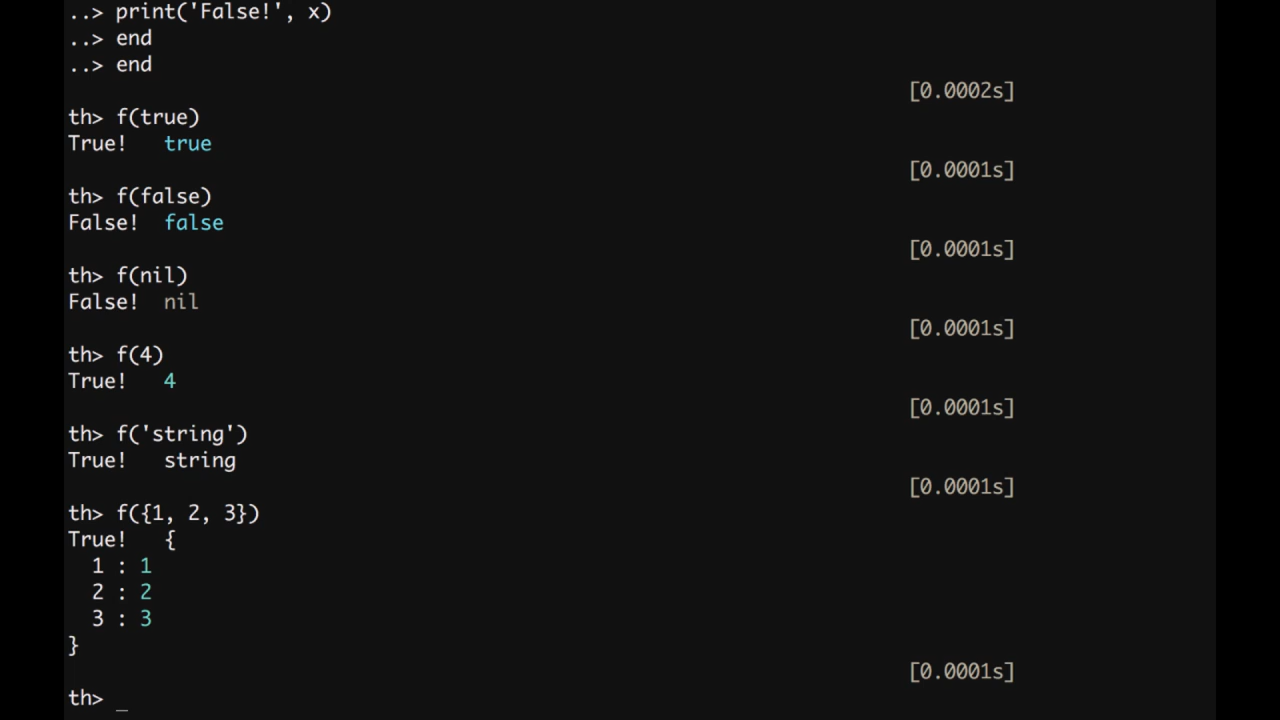 ..> print('False!', x)
..> end
..> end
[0.0002s]
th> f(true)
True!   true
[0.0001s]
th> f(false)
False!  false
[0.0001s]
th> f(nil)
False!  nil
[0.0001s]
th> f(4)
True!   4
[0.0001s]
th> f('string')
True!   string
[0.0001s]
th> f({1, 2, 3})
True!   {
  1 : 1
  2 : 2
  3 : 3
}
[0.0001s]
th> _